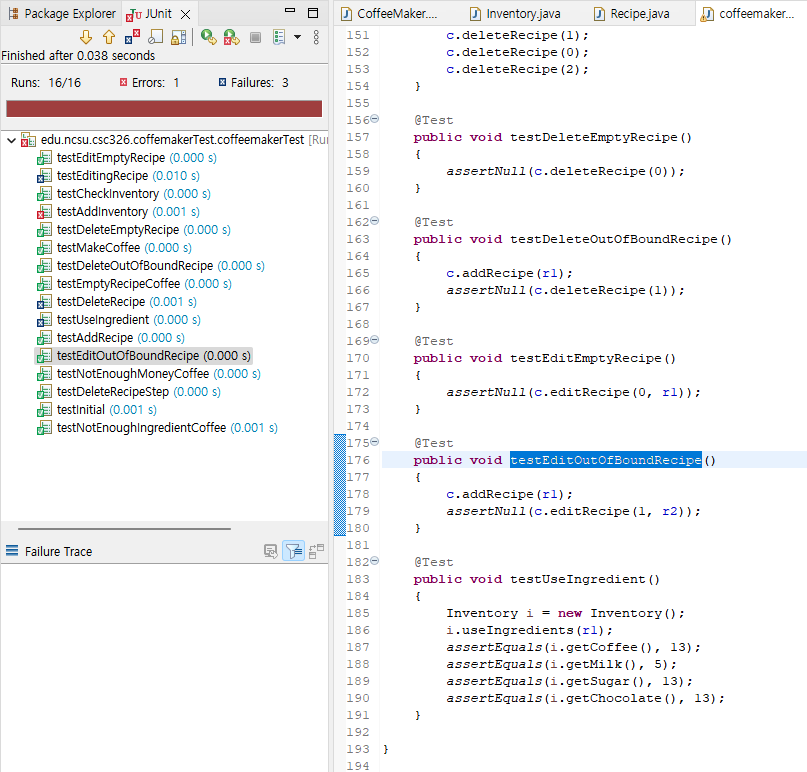 Package Explorer
JUnit
Finished after 0.038 seconds
Runs: 16/16
Errors: 1
Failures: 3
edu.ncsu.csc326.coffemakerTest.coffeemakerTest [Rur
testEditEmptyRecipe (0.000 s)
testEditingRecipe (0.010 s)
testCheckInventory (0.000 s)
testAddInventory (0.001 s)
testDeleteEmptyRecipe (0.000 s)
testMakeCoffee (0.000 s)
testDeleteOutOfBoundRecipe (0.000 s)
testEmptyRecipeCoffee (0.000 s)
testDeleteRecipe (0.001 s)
testUseIngredient (0.000 s)
testAddRecipe (0.000 s)
testEditOutOfBoundRecipe (0.000 s)
testNotEnoughMoneyCoffee (0.000 s)
testDeleteRecipeStep (0.000 s)
testInitial (0.001 s)
testNotEnoughIngredientCoffee (0.001 s)
Failure Trace
CoffeeMaker....
Inventory.java
Recipe.java
coffeemaker...
151 c.deleteRecipe(1);
152 c.deleteRecipe(0);
153 c.deleteRecipe(2);
154 }
155
156 @Test
157 public void testDeleteEmptyRecipe()
158 {
159 assertNull(c.deleteRecipe(0));
160 }
161
162 @Test
163 public void testDeleteOutOfBoundRecipe()
164 {
165 c.addRecipe(r1);
166 assertNull(c.deleteRecipe(1));
167 }
168
169 @Test
170 public void testEditEmptyRecipe()
171 {
172 assertNull(c.editRecipe(0, r1));
173 }
174
175 @Test
176 public void testEditOutOfBoundRecipe()
177 {
178 c.addRecipe(r1);
179 assertNull(c.editRecipe(1, r2));
180 }
181
182 @Test
183 public void testUseIngredient()
184 {
185 Inventory i = new Inventory();
186 i.useIngredients(r1);
187 assertEquals(i.getCoffee(), 13);
188 assertEquals(i.getMilk(), 5);
189 assertEquals(i.getSugar(), 13);
190 assertEquals(i.getChocolate(), 13);
191 }
192
193 }
194